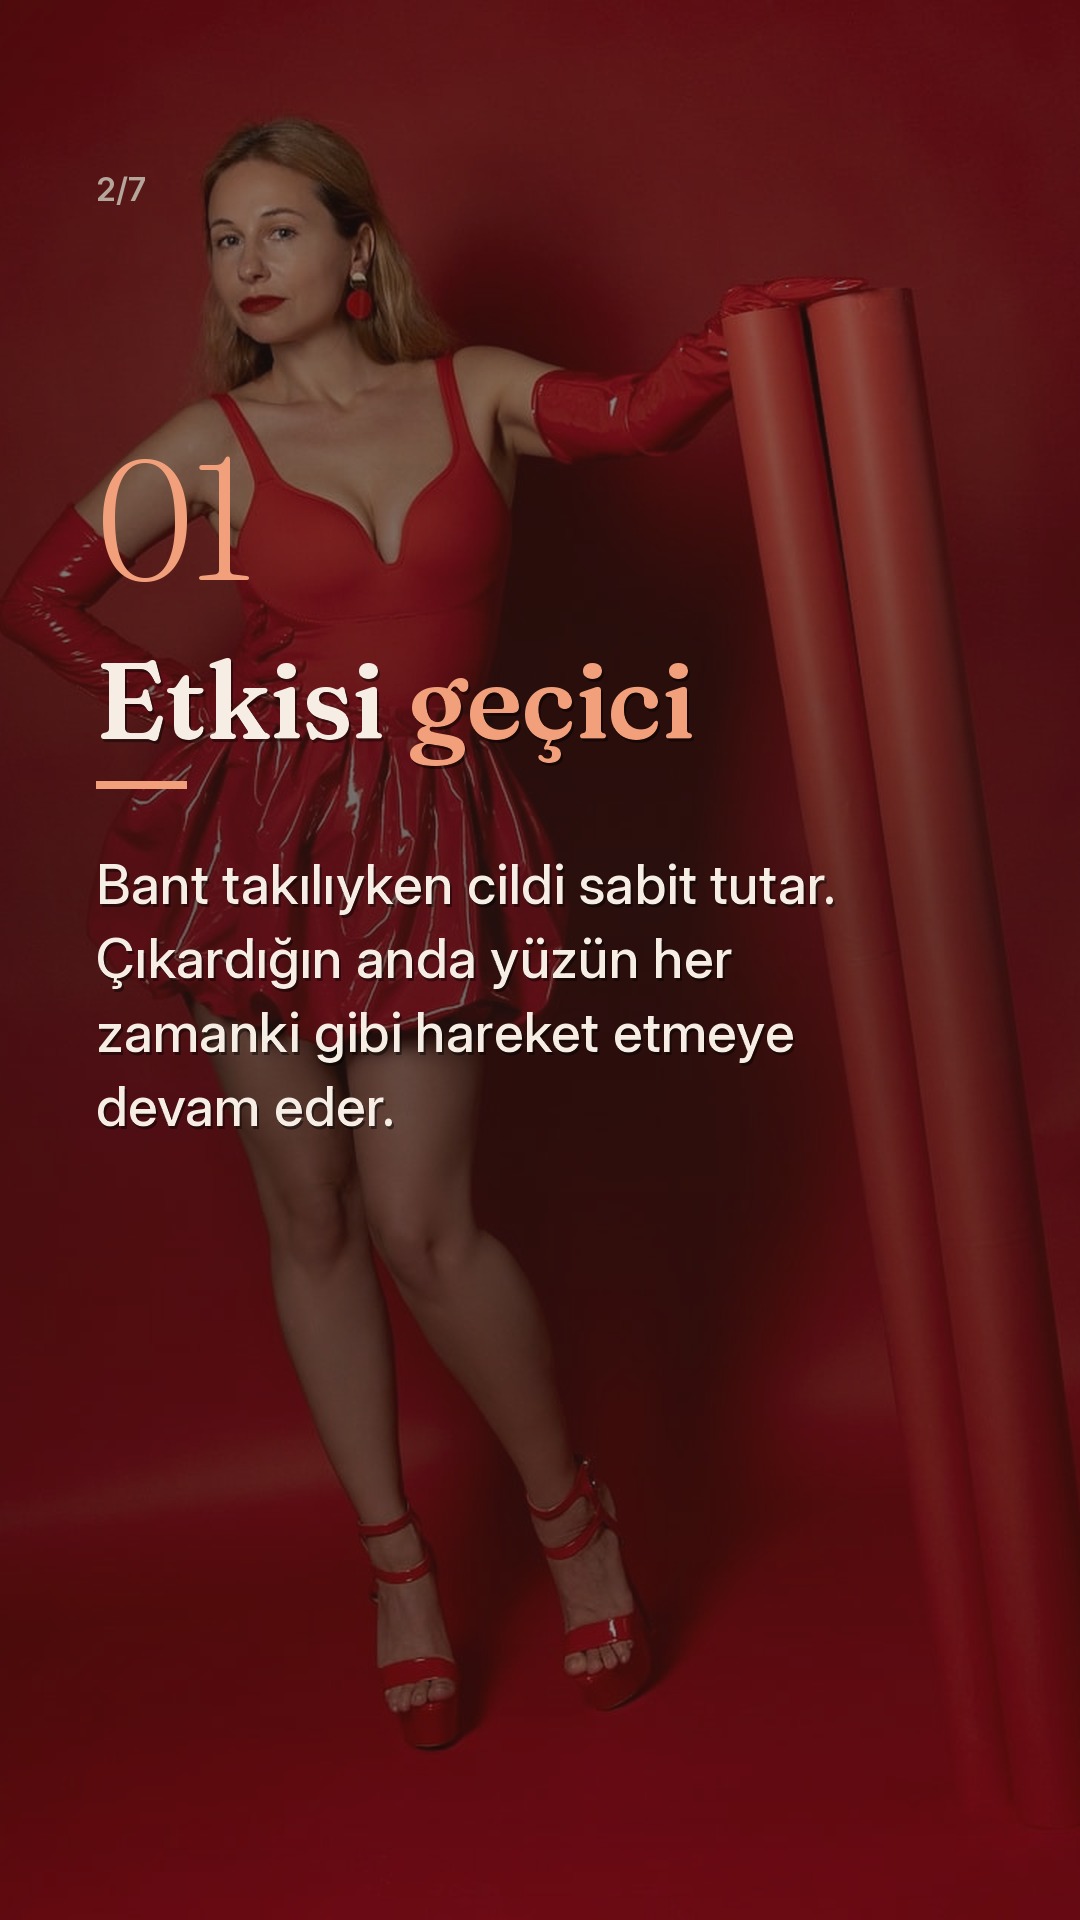 2/7
01
Etkisi geçici
Bant takılıyken cildi sabit tutar.
Çıkardığın anda yüzün her
zamanki gibi hareket etmeye
devam eder.